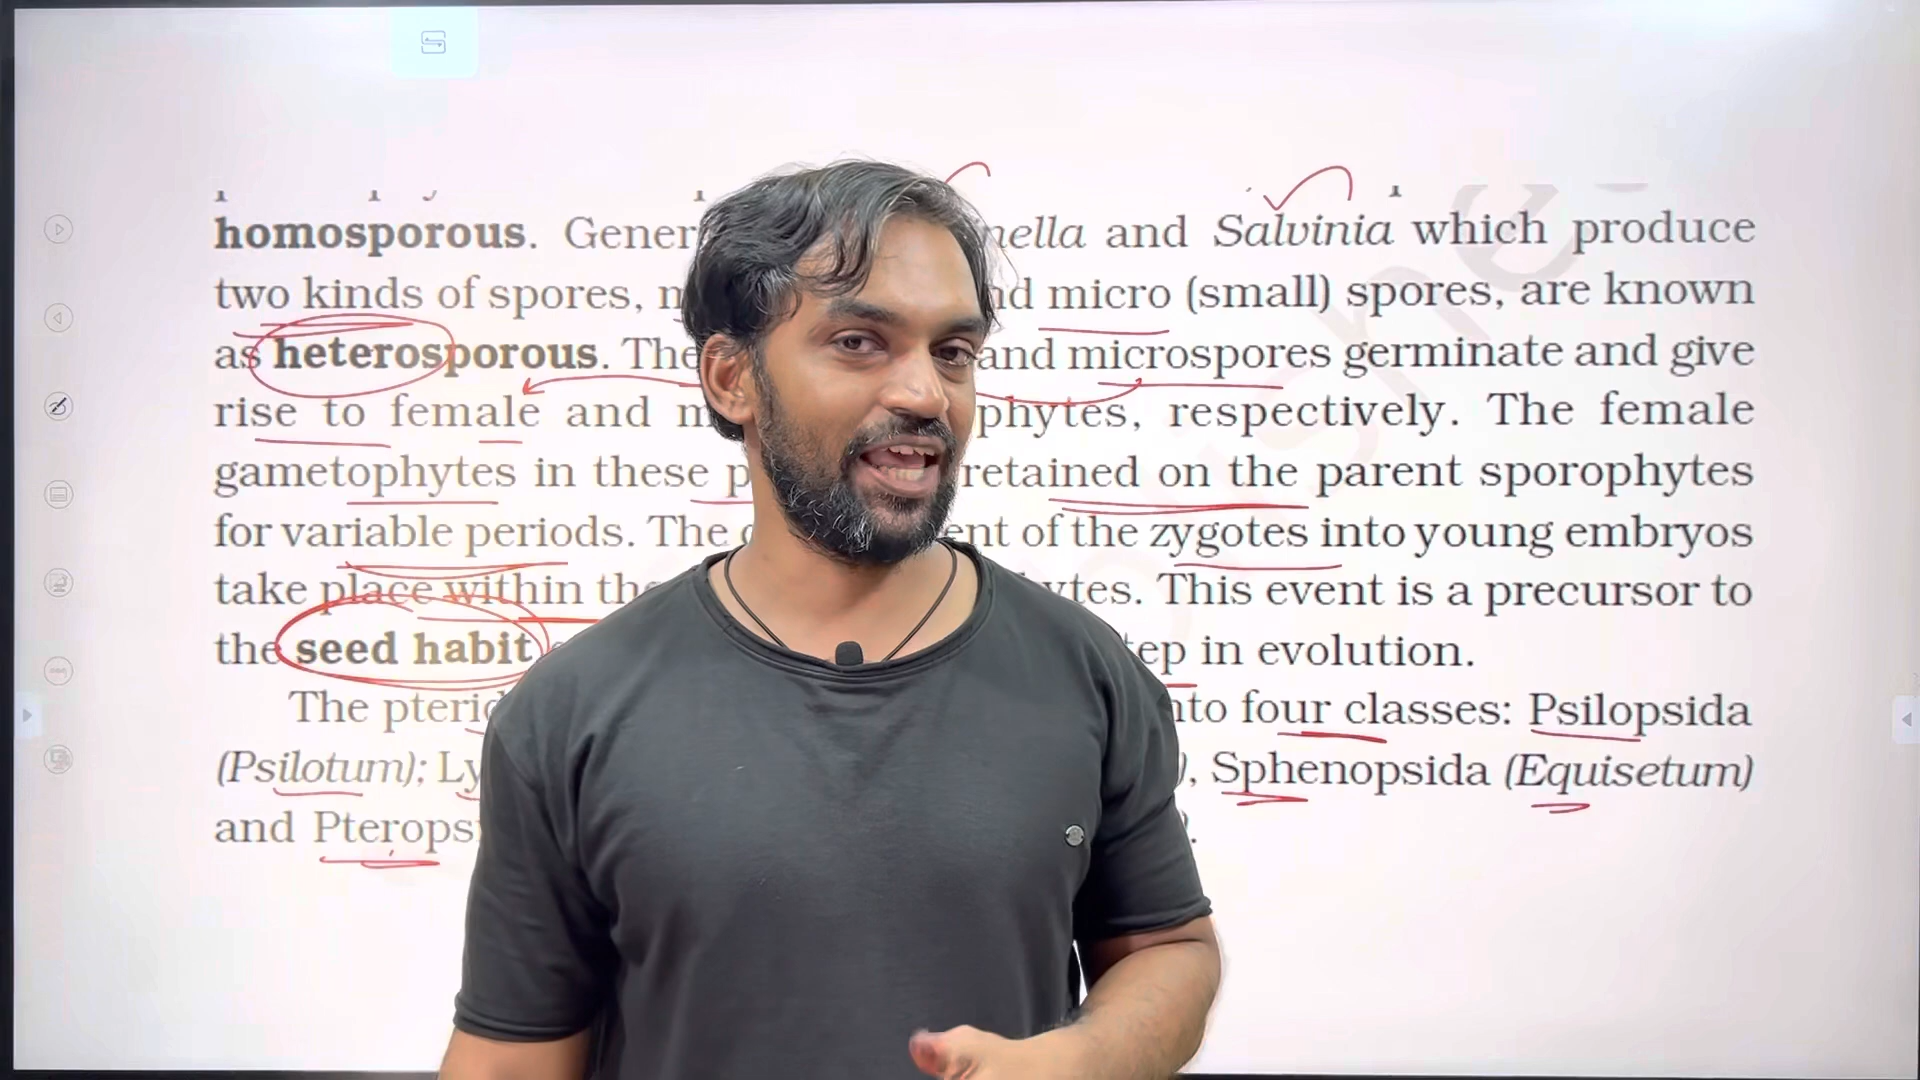 homosporous. Gener nella and Salvinia which produce
two kinds of spores, nd micro (small) spores, are known
as heterosporous. The and microspores germinate and give
rise to female and m phytes, respectively. The female
gametophytes in these p retained on the parent sporophytes
for variable periods. The ent of the zygotes into young embryos
take place within the ytes. This event is a precursor to
the seed habit tep in evolution.
The pterid nto four classes: Psilopsida
(Psilotum); Ly ), Sphenopsida (Equisetum)
and Pterops .